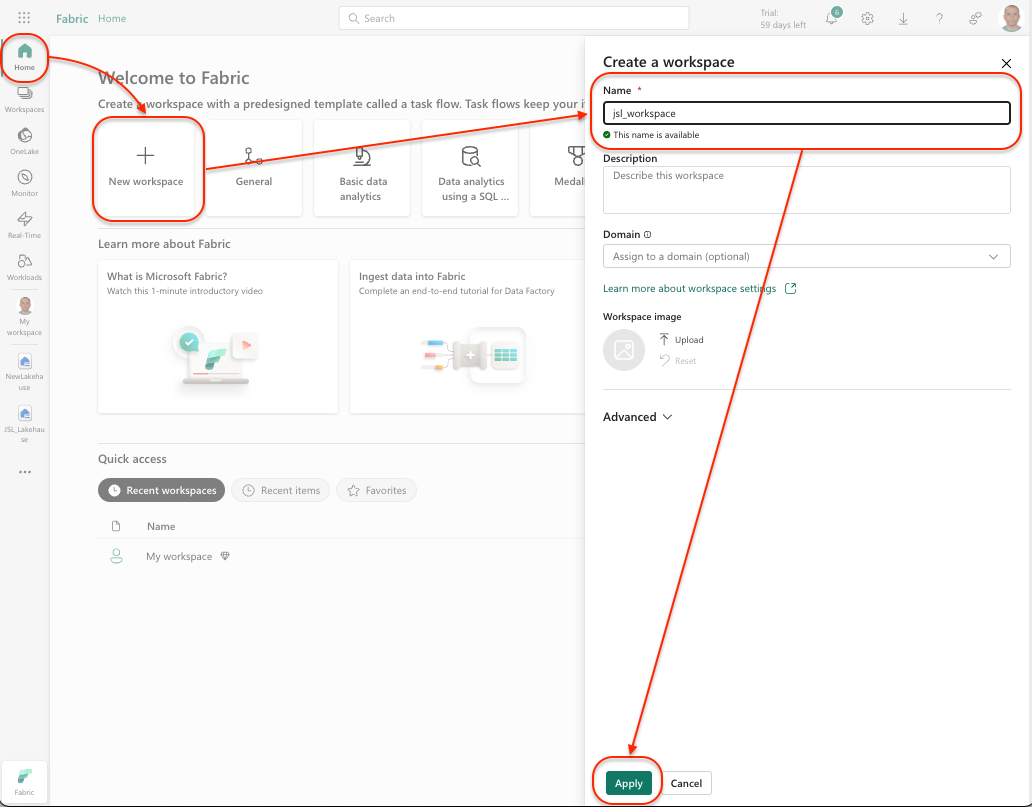 Fabric Home
Search
Trial:
59 days left
6
Home
Workspaces
OneLake
Monitor
Real-Time
Workloads
My
workspace
NewLakeha
use
JSL_Lakehau
se
Fabric
Welcome to Fabric
Create a workspace with a predesigned template called a task flow. Task flows keep your i
New workspace
General
Basic data
analytics
Data analytics
using a SQL ...
Medal
Learn more about Fabric
What is Microsoft Fabric?
Watch this 1-minute introductory video
Ingest data into Fabric
Complete an end-to-end tutorial for Data Factory
Quick access
Recent workspaces
Recent items
Favorites
Name
My workspace
Create a workspace
Name *
jsl_workspace
This name is available
Description
Describe this workspace
Domain
Assign to a domain (optional)
Learn more about workspace settings
Workspace image
Upload
Reset
Advanced
Apply
Cancel